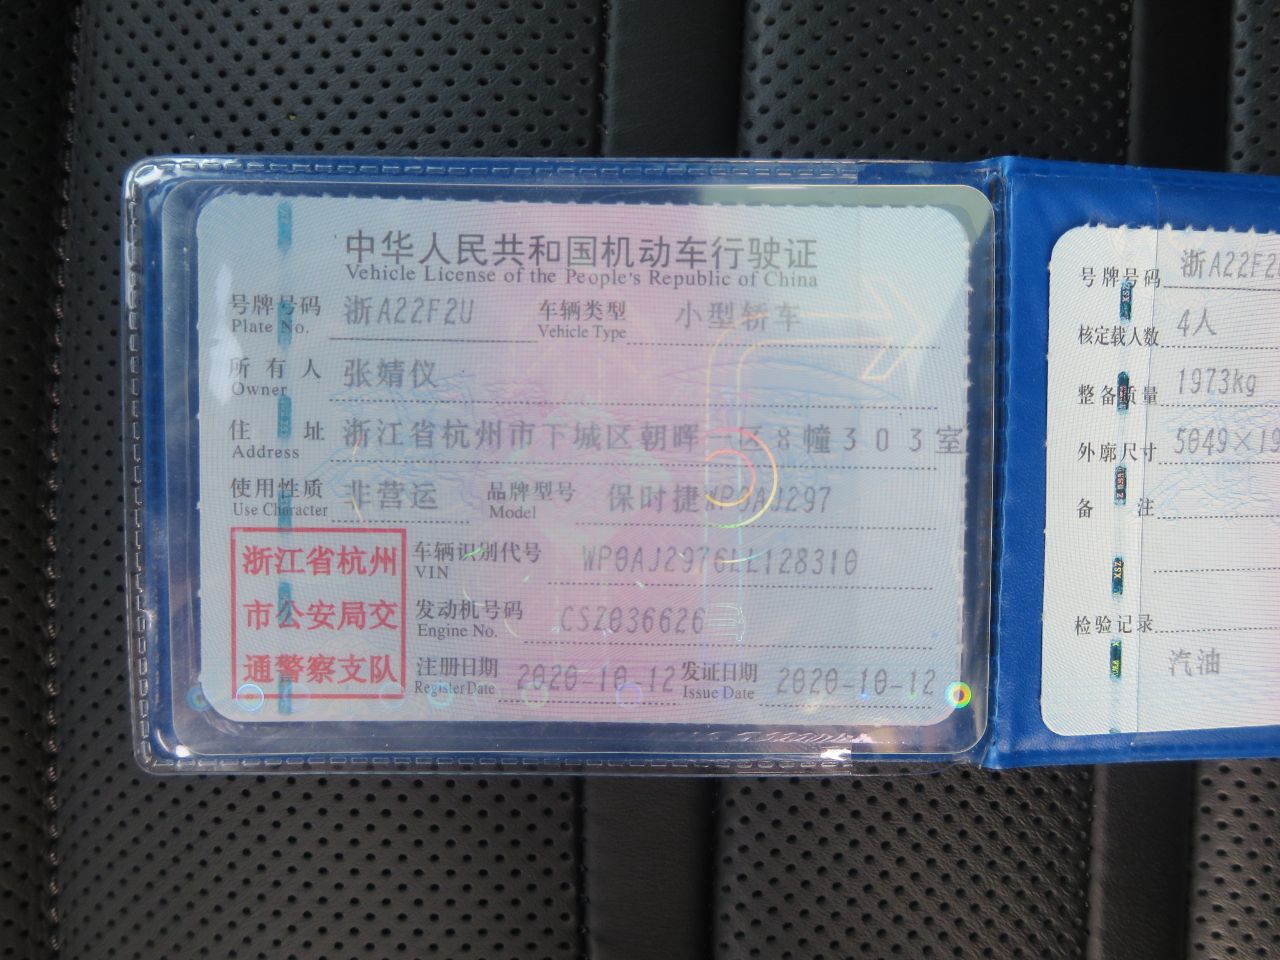 中华人民共和国机动车行驶证
Vehicle License of the People's Republic of China
号牌号码 浙A22F2U 车辆类型 小型轿车
Plate No. Vehicle Type
所有人 张婧仪
Owner
住址 浙江省杭州市下城区朝晖一区8幢303室
Address
使用性质 非营运 品牌型号 保时捷WP0AJ297
Use Character Model
浙江省杭州
市公安局交
通警察支队
车辆识别代号 WP0AJ2976LL128310
VIN
发动机号码 CSZ036626
Engine No.
注册日期 2020-10-12 发证日期 2020-10-12
Register Date Issue Date
号牌号码 浙A22F2
核定载人数 4人
整备质量 1973kg
外廓尺寸 5049×19
备注
检验记录
汽油